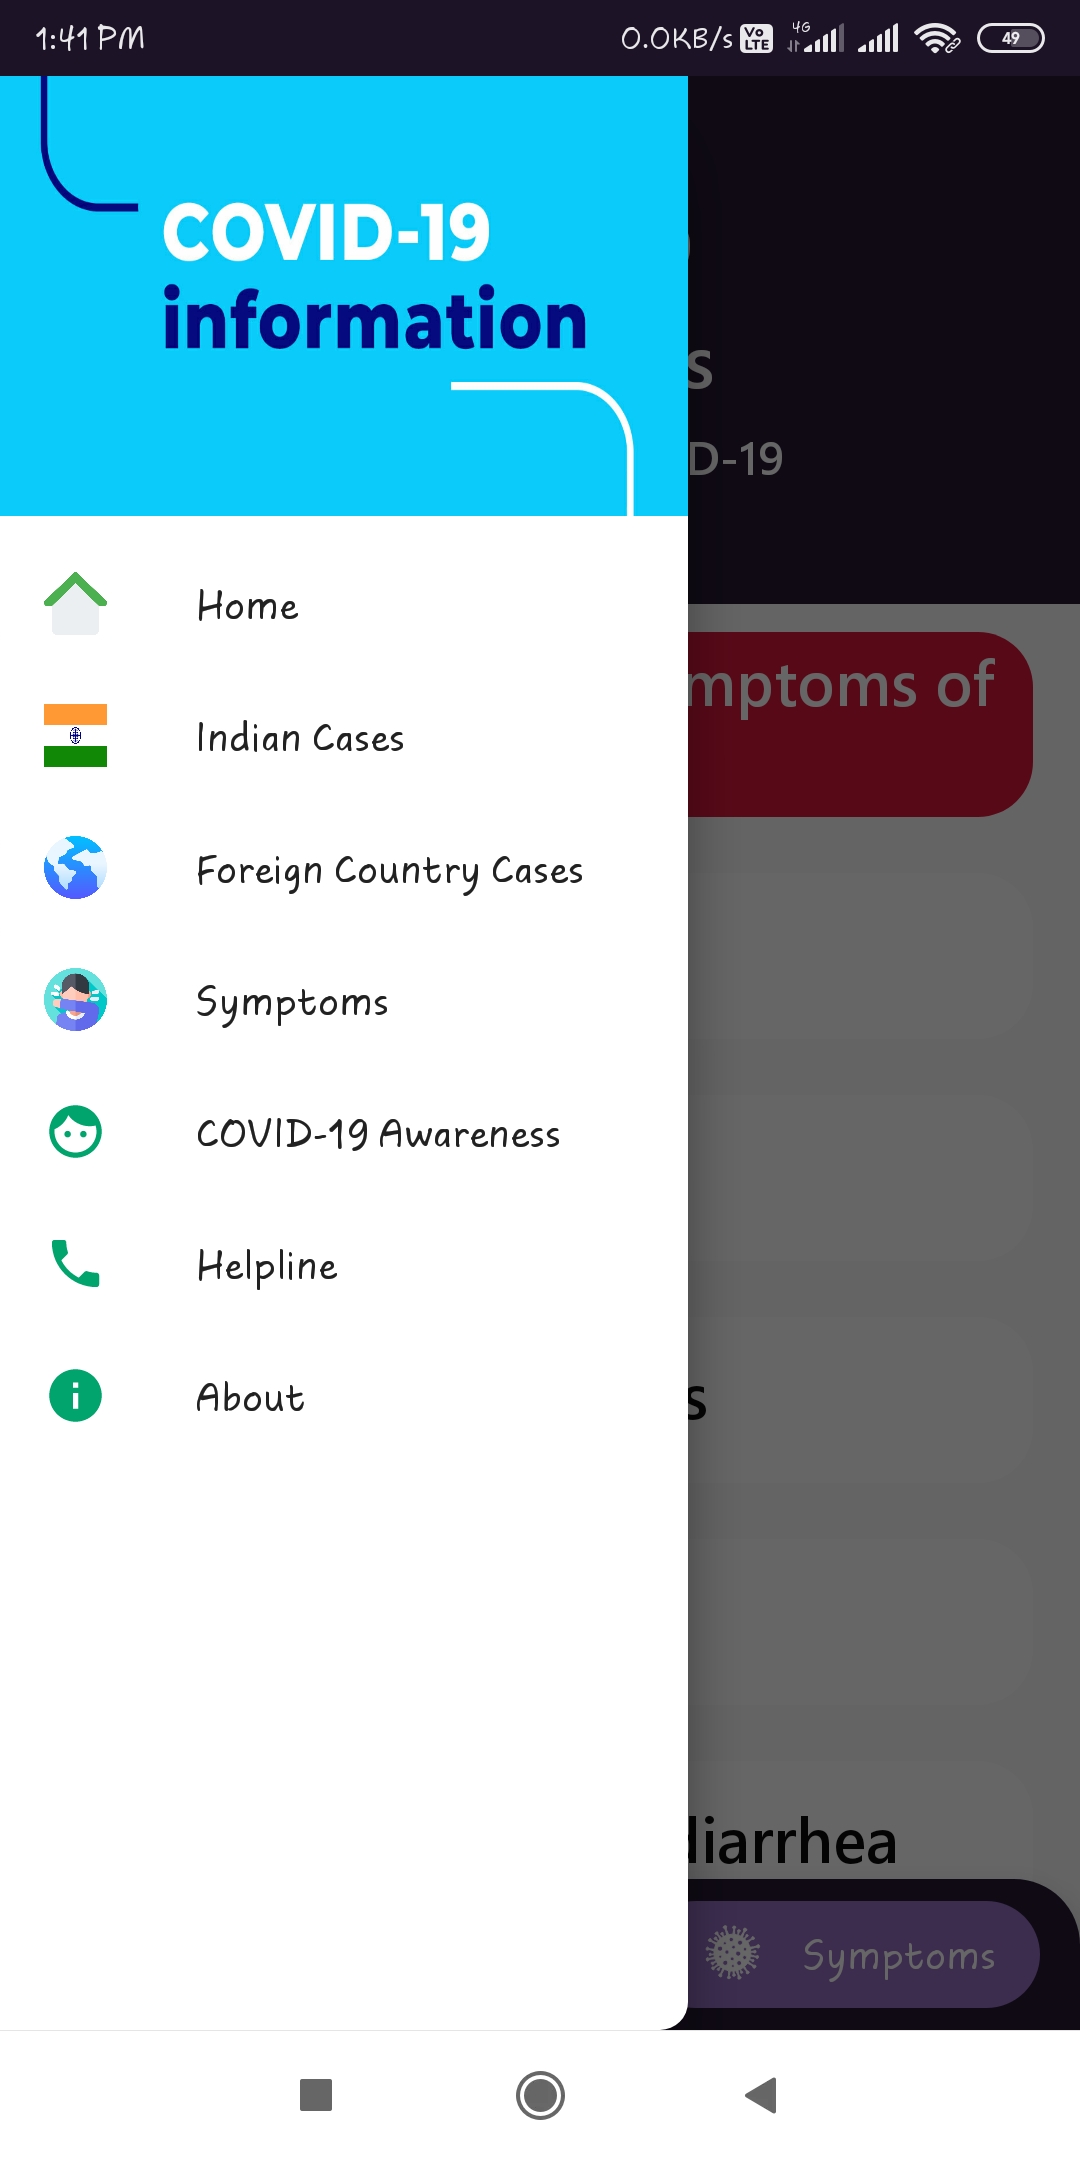 1:41 PM
0.0KB/s
Vo
LTE
4G
49
COVID-19
information
D-19
Home
Indian Cases
Foreign Country Cases
Symptoms
COVID-19 Awareness
Helpline
About
mptoms of
diarrhea
Symptoms